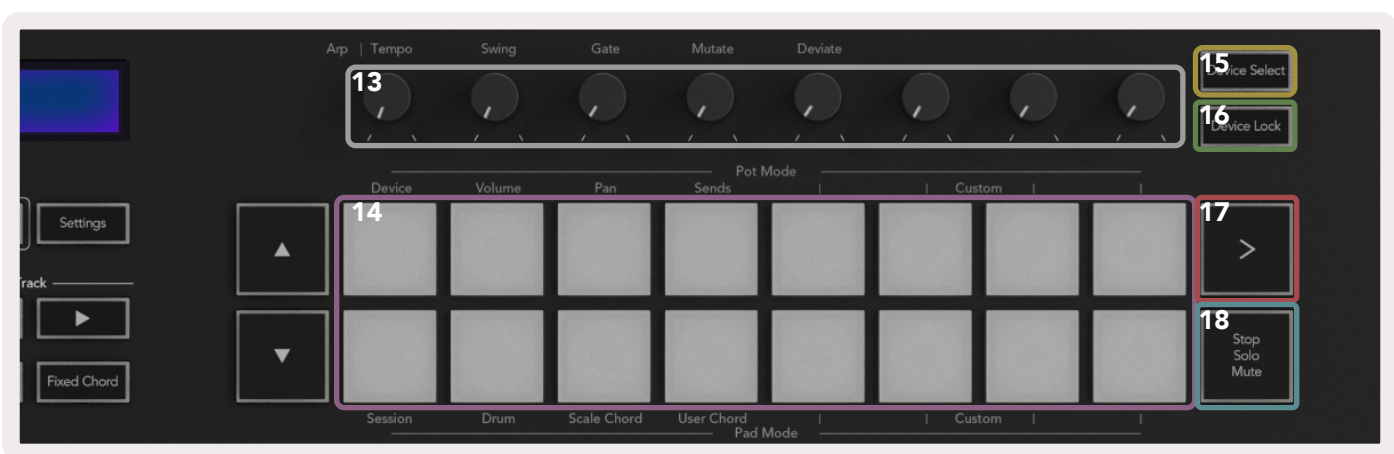 Arp | Tempo Swing Gate Mutate Deviate
13
15
Device Select
16
Device Lock
Pot Mode
Device Volume Pan Sends Custom
14
17
Settings
>
Track
18
Stop
Solo
Mute
Fixed Chord
Session Drum Scale Chord User Chord Custom
Pad Mode